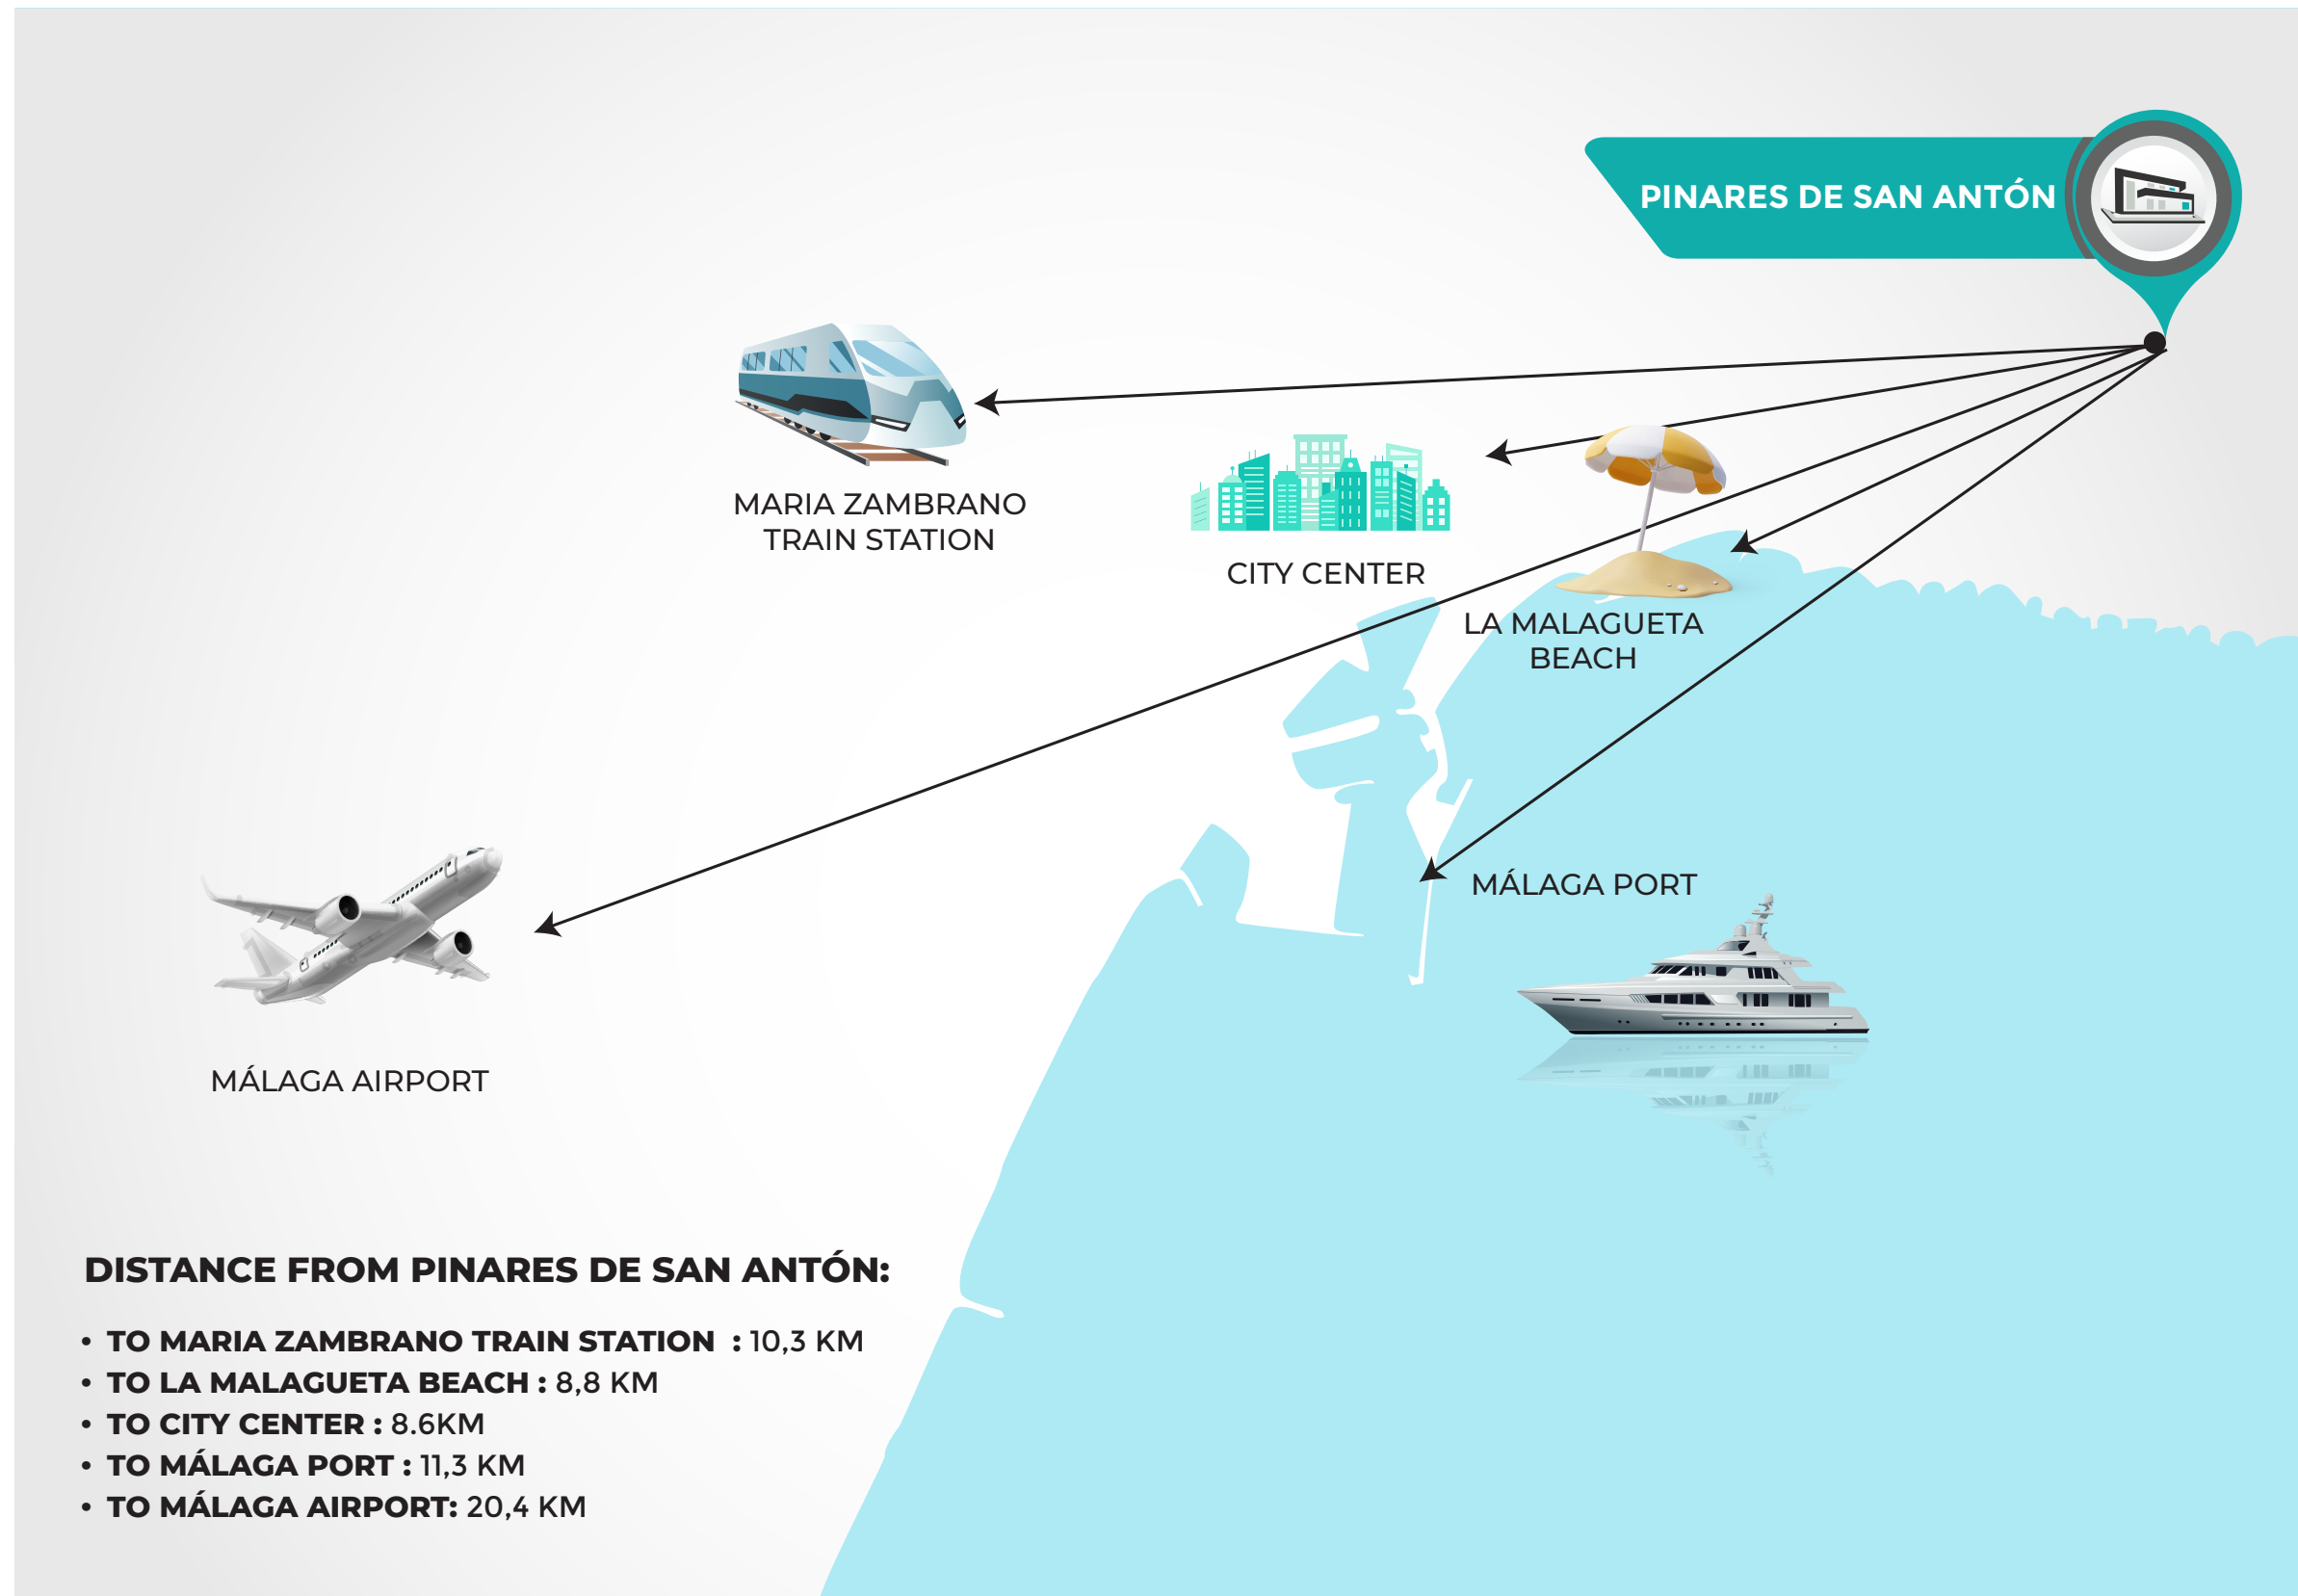 PINARES DE SAN ANTÓN
MARIA ZAMBRANO
TRAIN STATION
CITY CENTER
LA MALAGUETA
BEACH
MÁLAGA PORT
MÁLAGA AIRPORT
DISTANCE FROM PINARES DE SAN ANTÓN:
• TO MARIA ZAMBRANO TRAIN STATION : 10,3 KM
• TO LA MALAGUETA BEACH : 8,8 KM
• TO CITY CENTER : 8.6KM
• TO MÁLAGA PORT : 11,3 KM
• TO MÁLAGA AIRPORT: 20,4 KM